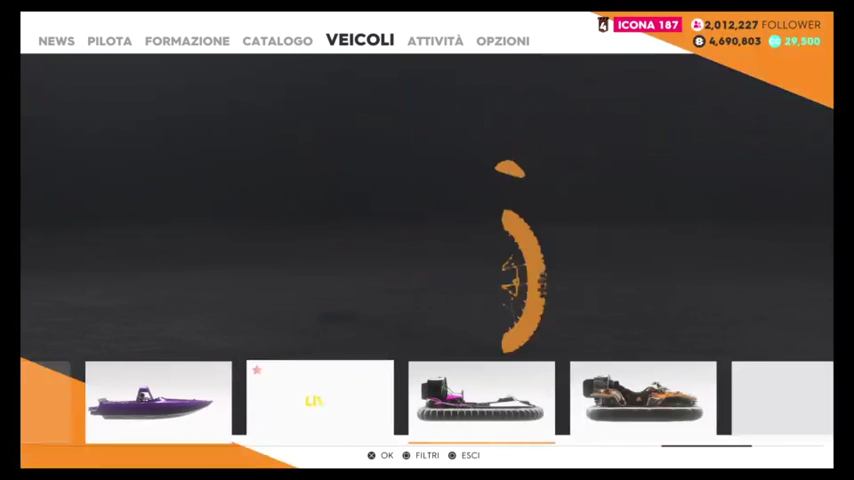 4 ICONA 187 2,012,227 FOLLOWER
NEWS PILOTA FORMAZIONE CATALOGO VEICOLI ATTIVITÀ OPZIONI 4,690,803 29,500
OK FILTRI ESCI